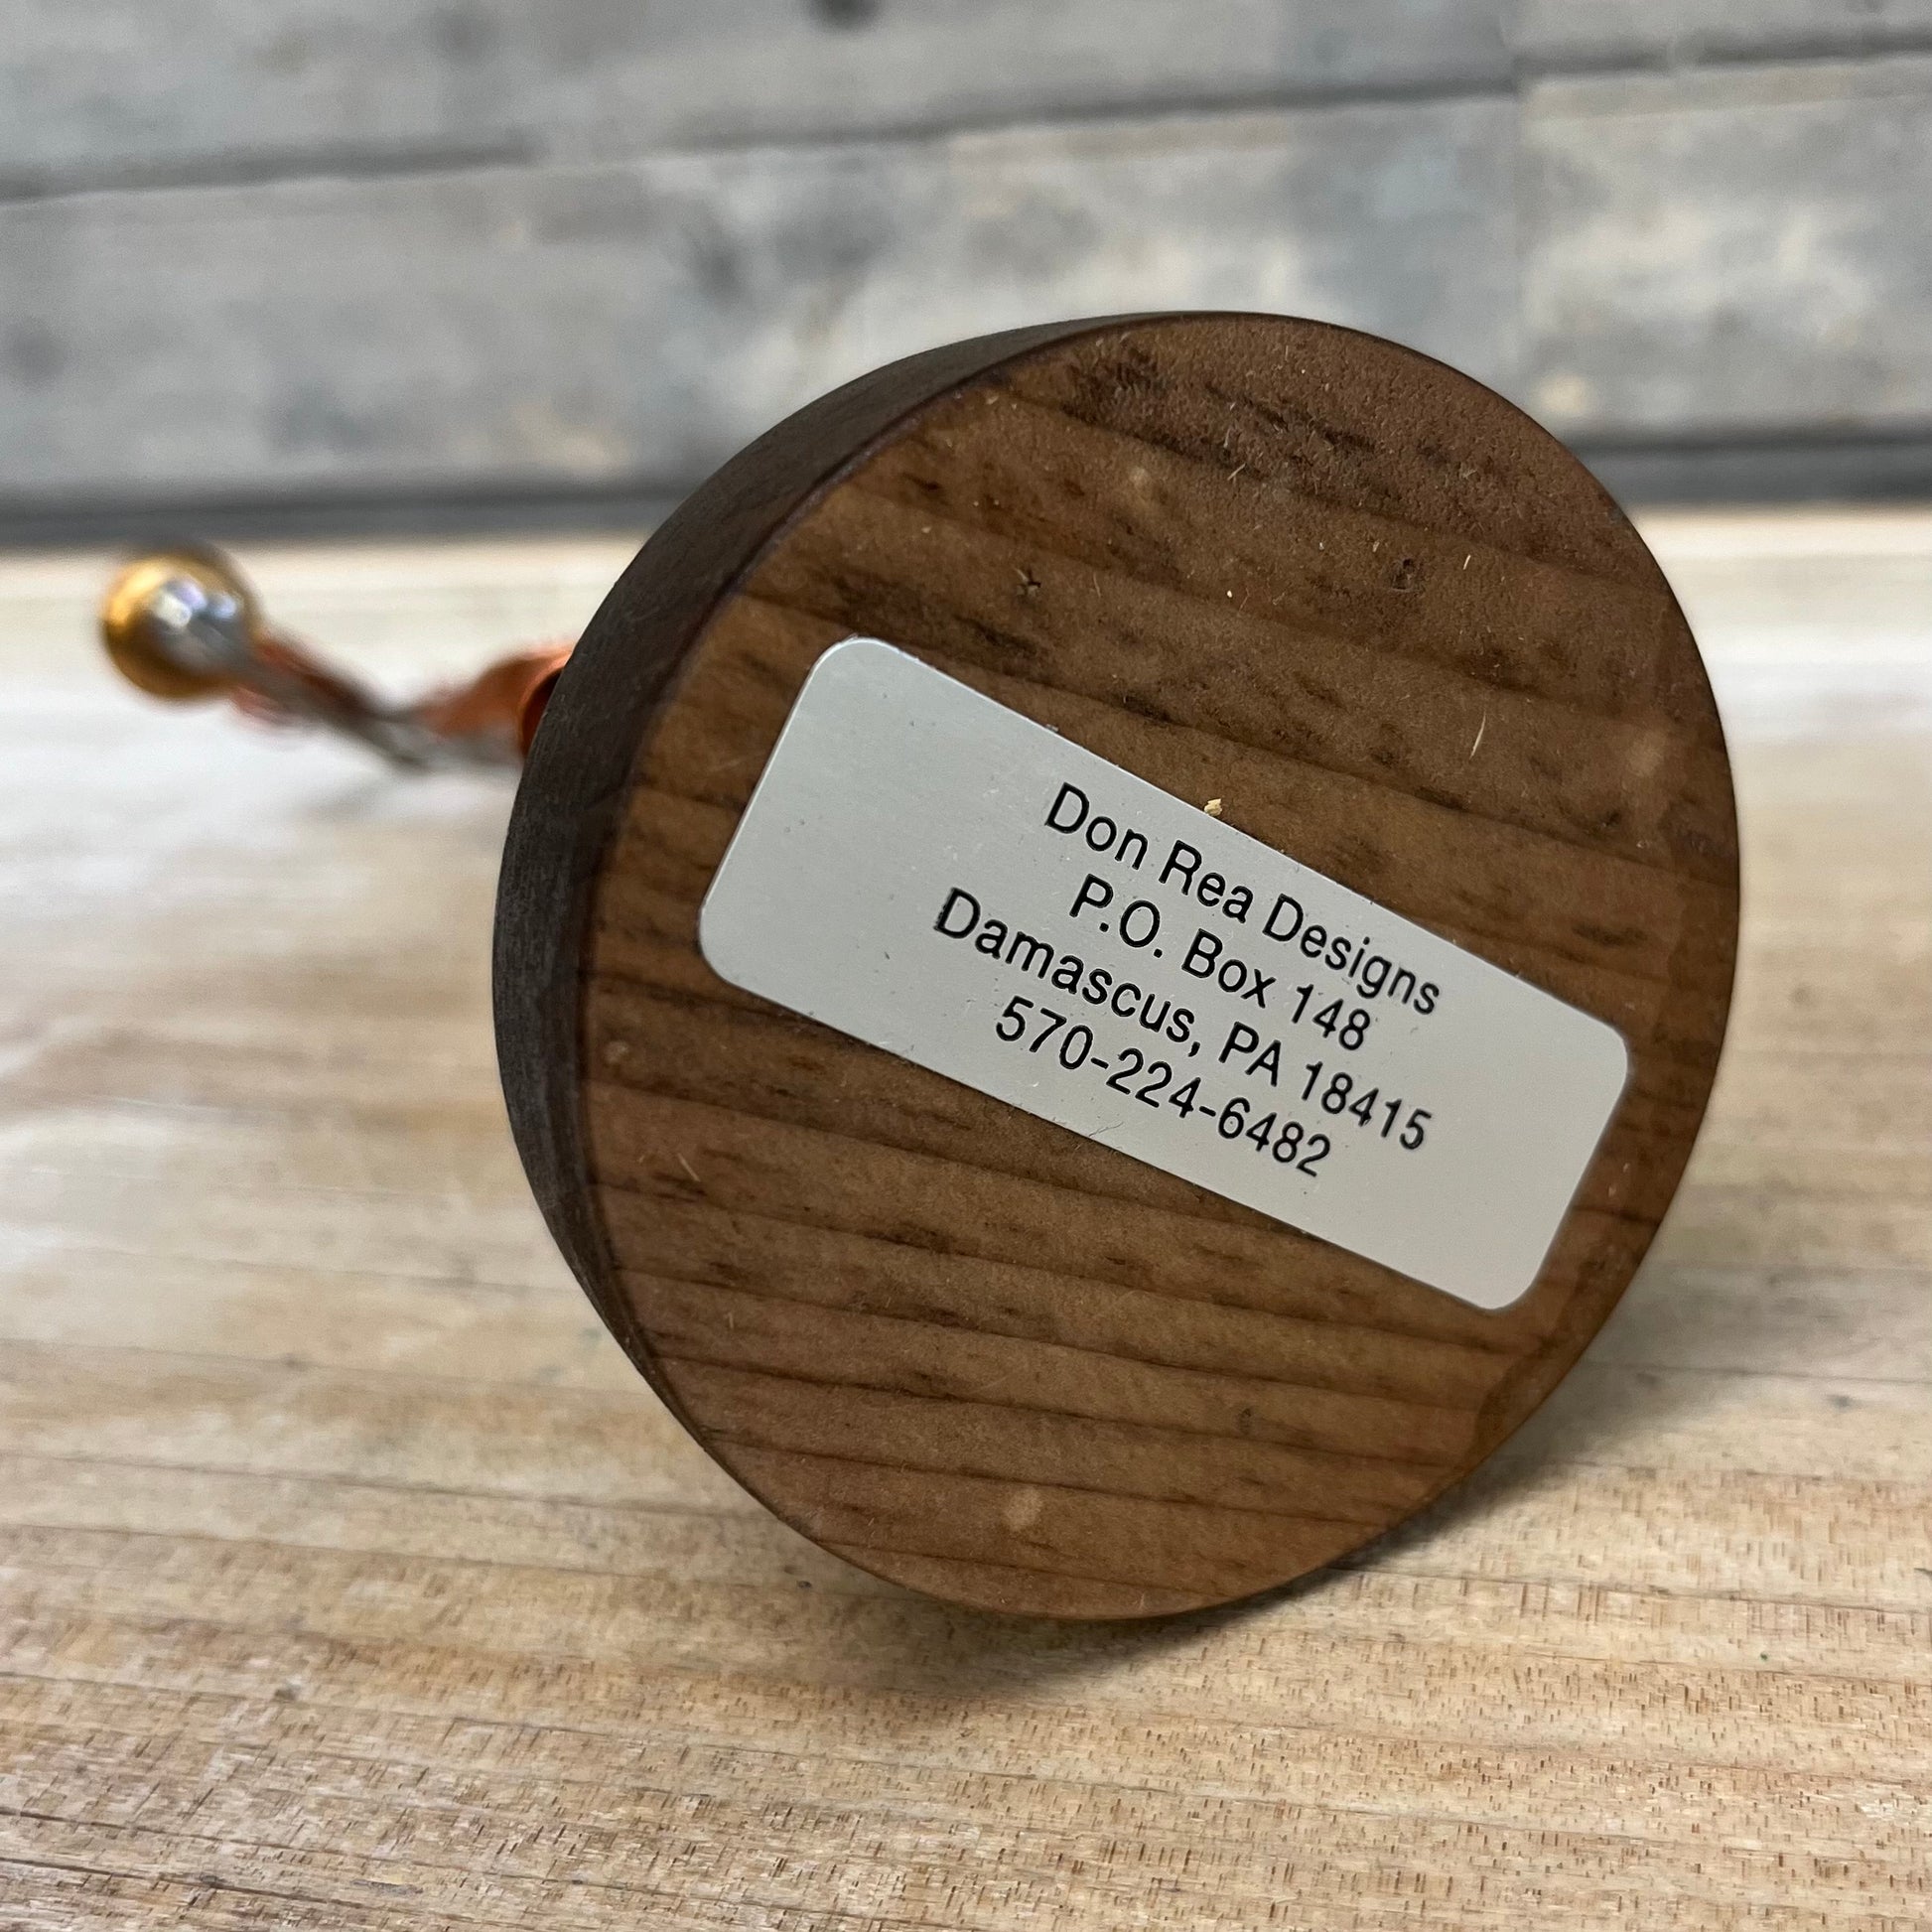 Don Rea Designs
P.O. Box 148
Damascus, PA 18415
570-224-6482